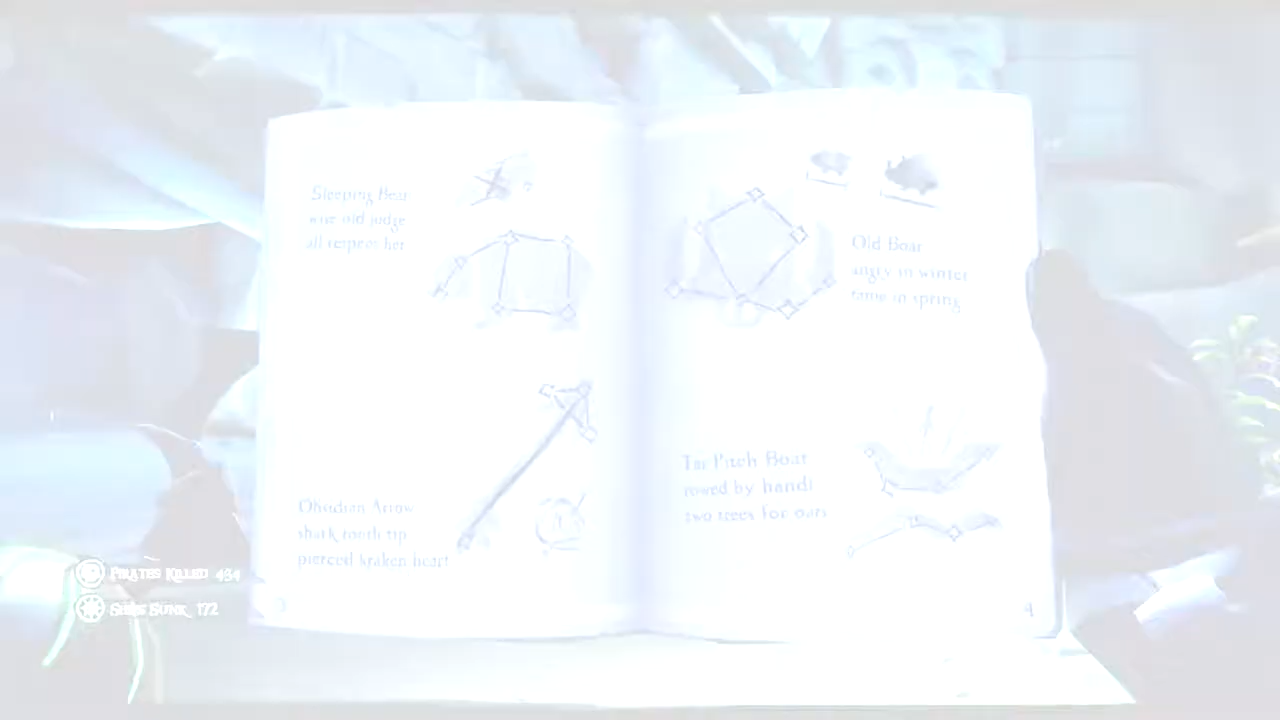 Sleeping Bear
wise old judge
all respect her
Obsidian Arrow
shark tooth tip
pierced kraken heart
Old Boar
angry in winter
tame in spring
Tar Pitch Boat
rowed by hand
two trees for oars
4
Pirates Killed 434
Ships Sunk 172